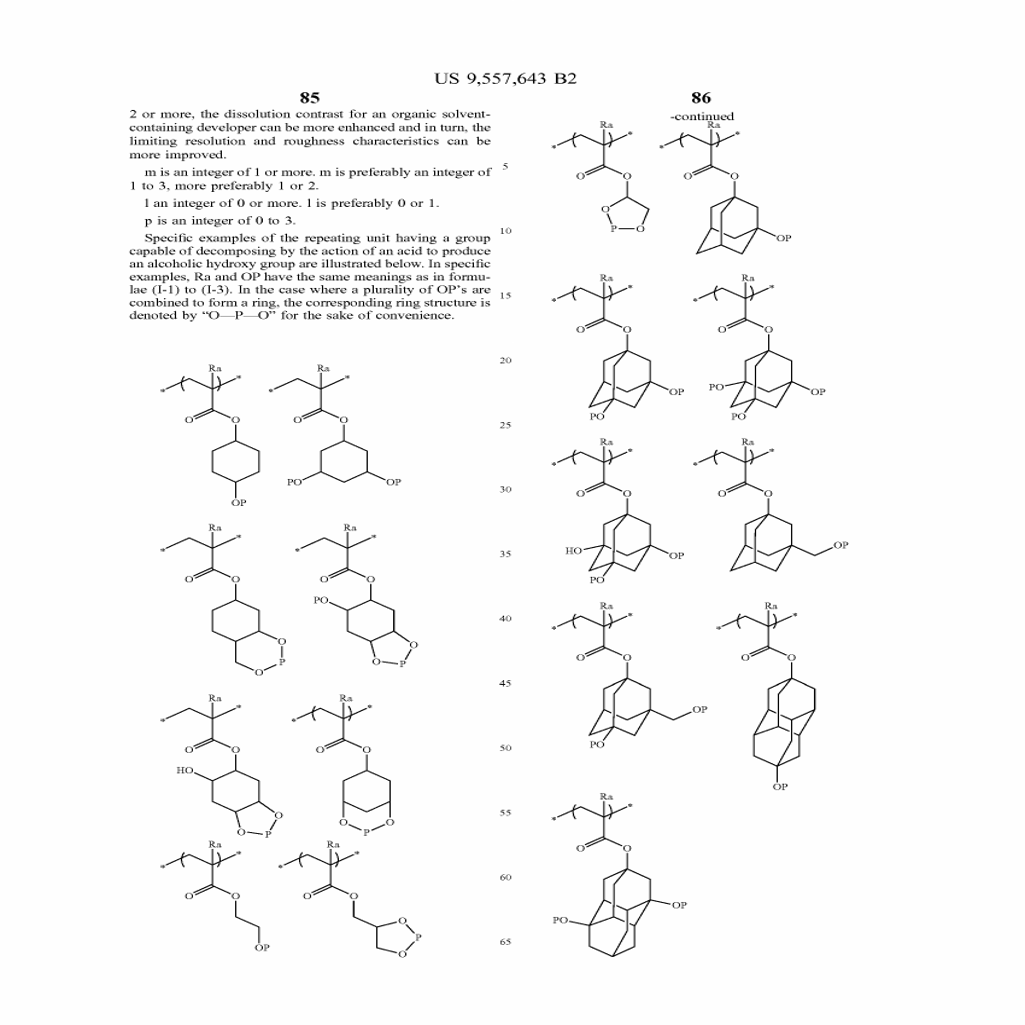 US 9,557,643 B2
85
2 or more, the dissolution contrast for an organic solvent-
containing developer can be more enhanced and in turn, the
limiting resolution and roughness characteristics can be
more improved.
m is an integer of 1 or more. m is preferably an integer of
1 to 3, more preferably 1 or 2.
l an integer of 0 or more. l is preferably 0 or 1.
p is an integer of 0 to 3.
Specific examples of the repeating unit having a group
capable of decomposing by the action of an acid to produce
an alcoholic hydroxy group are illustrated below. In specific
examples, Ra and OP have the same meanings as in formu-
lae (I-1) to (I-3). In the case where a plurality of OP's are
combined to form a ring, the corresponding ring structure is
denoted by “O—P—O” for the sake of convenience.
Ra
O
O
OP
Ra
O
O
PO
OP
Ra
O
O
O
P
O
Ra
O
O
PO
O
P
O
Ra
O
O
HO
O
P
O
Ra
O
O
O
P
O
Ra
O
O
OP
Ra
O
O
O
P
O
5
10
15
20
25
30
35
40
45
50
55
60
65
86
-continued
Ra
O
O
O
P
O
Ra
O
O
OP
Ra
O
O
OP
PO
Ra
O
O
PO
OP
PO
Ra
O
O
HO
OP
PO
Ra
O
O
OP
Ra
O
O
OP
PO
Ra
O
O
OP
Ra
O
O
OP
PO